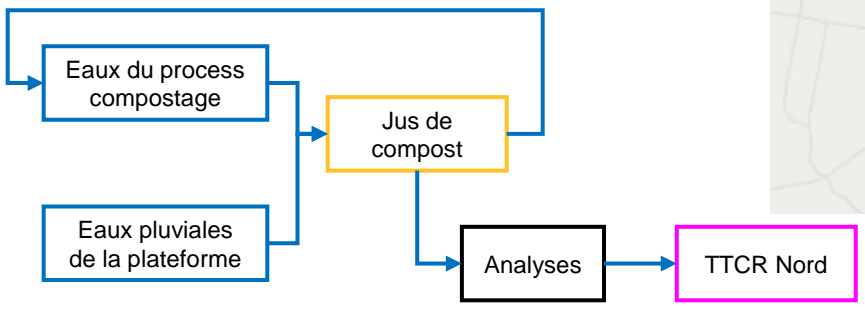 Eaux du process
compostage
Jus de
compost
Eaux pluviales
de la plateforme
Analyses
TTCR Nord